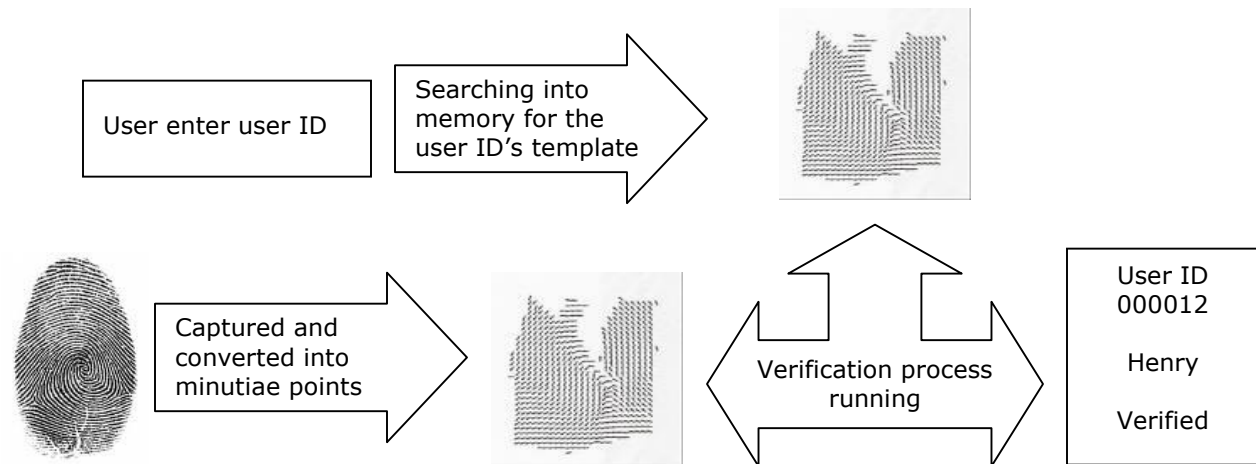 User enter user ID
Searching into
memory for the
user ID’s template
Captured and
converted into
minutiae points
Verification process
running
User ID
000012
Henry
Verified